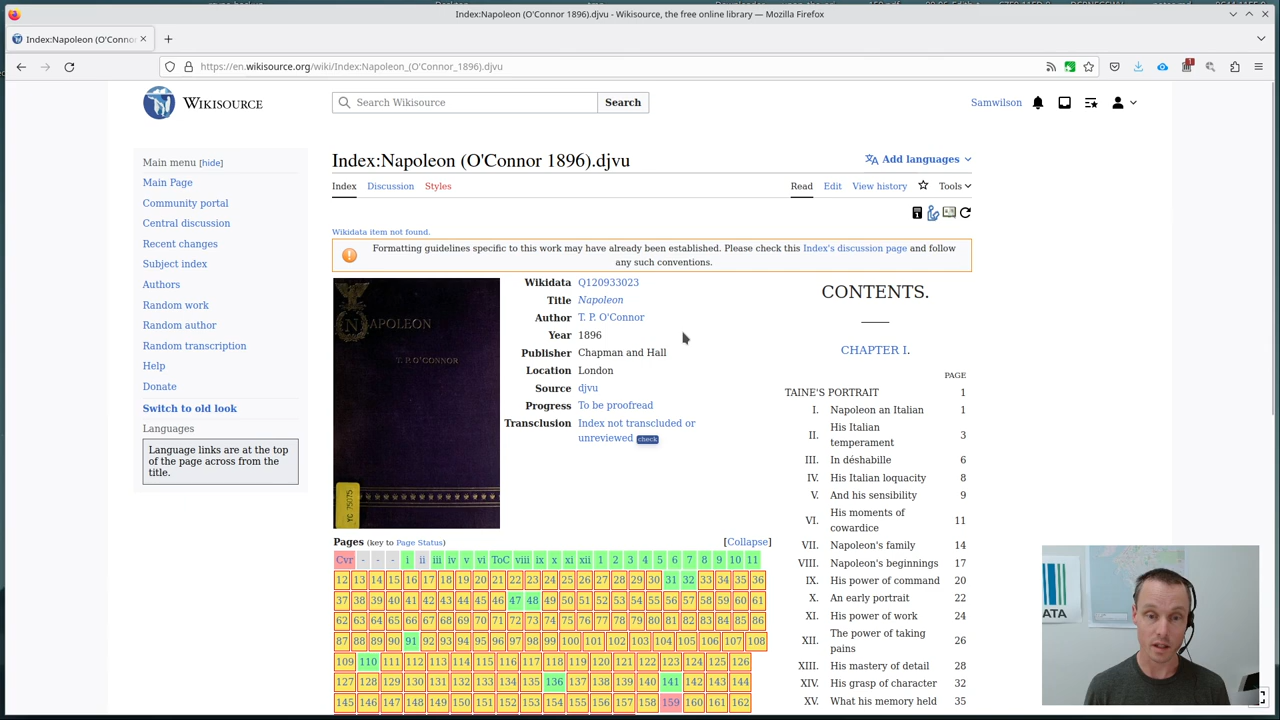 Index:Napoleon (O'Connor 1896).djvu - Wikisource, the free online library — Mozilla Firefox
Index:Napoleon (O'Connor
https://en.wikisource.org/wiki/Index:Napoleon_(O'Connor_1896).djvu
WIKISOURCE
Search Wikisource
Search
Samwilson
Main menu [hide]
Main Page
Community portal
Central discussion
Recent changes
Subject index
Authors
Random work
Random author
Random transcription
Help
Donate
Switch to old look
Languages
Language links are at the top
of the page across from the
title.
Index:Napoleon (O'Connor 1896).djvu
Add languages
Index Discussion Styles
Read Edit View history Tools
Wikidata item not found.
Formatting guidelines specific to this work may have already been established. Please check this Index's discussion page and follow
any such conventions.
NAPOLEON
T. P. O'CONNOR
YC 75775
Wikidata Q120933023
Title Napoleon
Author T. P. O'Connor
Year 1896
Publisher Chapman and Hall
Location London
Source djvu
Progress To be proofread
Transclusion Index not transcluded or
unreviewed check
CONTENTS.
CHAPTER I.
PAGE
TAINE'S PORTRAIT 1
I. Napoleon an Italian 1
II. His Italian
temperament 3
III. In déshabille 6
IV. His Italian loquacity 8
V. And his sensibility 9
VI. His moments of
cowardice 11
VII. Napoleon's family 14
VIII. Napoleon's beginnings 17
IX. His power of command 20
X. An early portrait 22
XI. His power of work 24
XII. The power of taking
pains 26
XIII. His mastery of detail 28
XIV. His grasp of character 32
XV. What his memory held 35
Pages (key to Page Status) [Collapse]
Cvr - - - i ii iii iv v vi ToC viii ix x xi xii 1 2 3 4 5 6 7 8 9 10 11
12 13 14 15 16 17 18 19 20 21 22 23 24 25 26 27 28 29 30 31 32 33 34 35 36
37 38 39 40 41 42 43 44 45 46 47 48 49 50 51 52 53 54 55 56 57 58 59 60 61
62 63 64 65 66 67 68 69 70 71 72 73 74 75 76 77 78 79 80 81 82 83 84 85 86
87 88 89 90 91 92 93 94 95 96 97 98 99 100 101 102 103 104 105 106 107 108
109 110 111 112 113 114 115 116 117 118 119 120 121 122 123 124 125 126
127 128 129 130 131 132 133 134 135 136 137 138 139 140 141 142 143 144
145 146 147 148 149 150 151 152 153 154 155 156 157 158 159 160 161 162
DATA